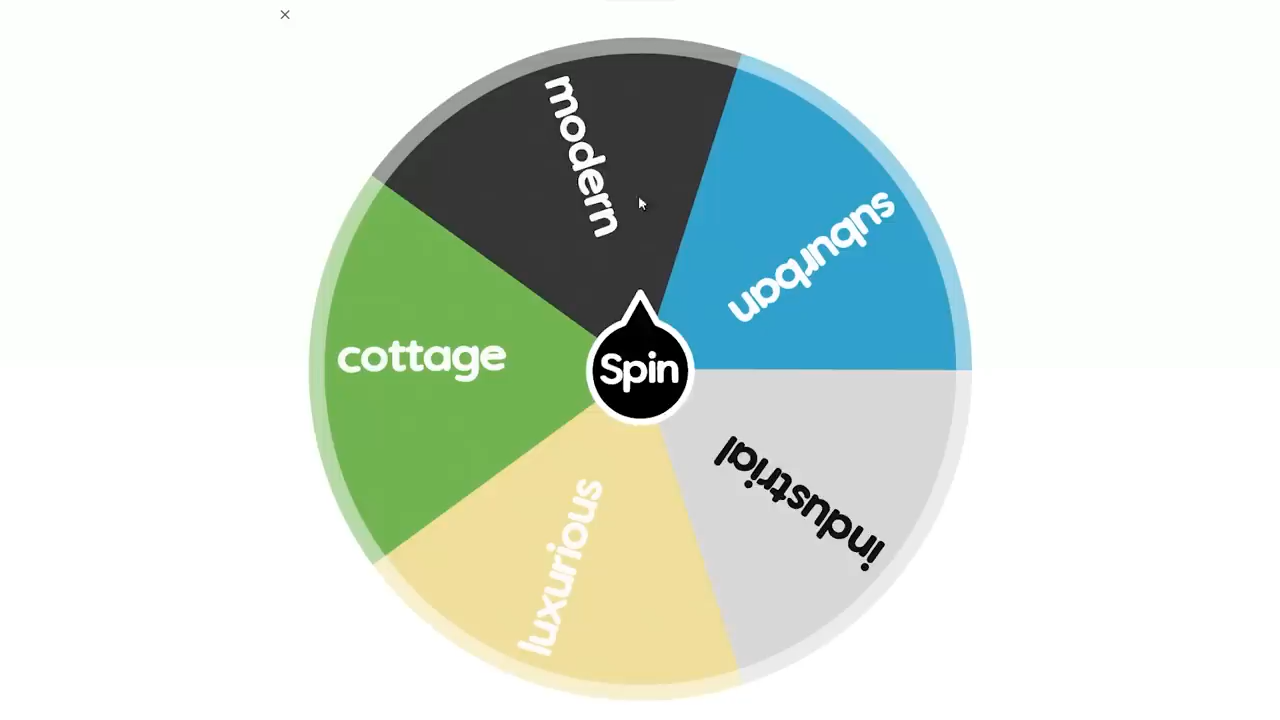 modern
suburban
cottage
Spin
industrial
luxurious